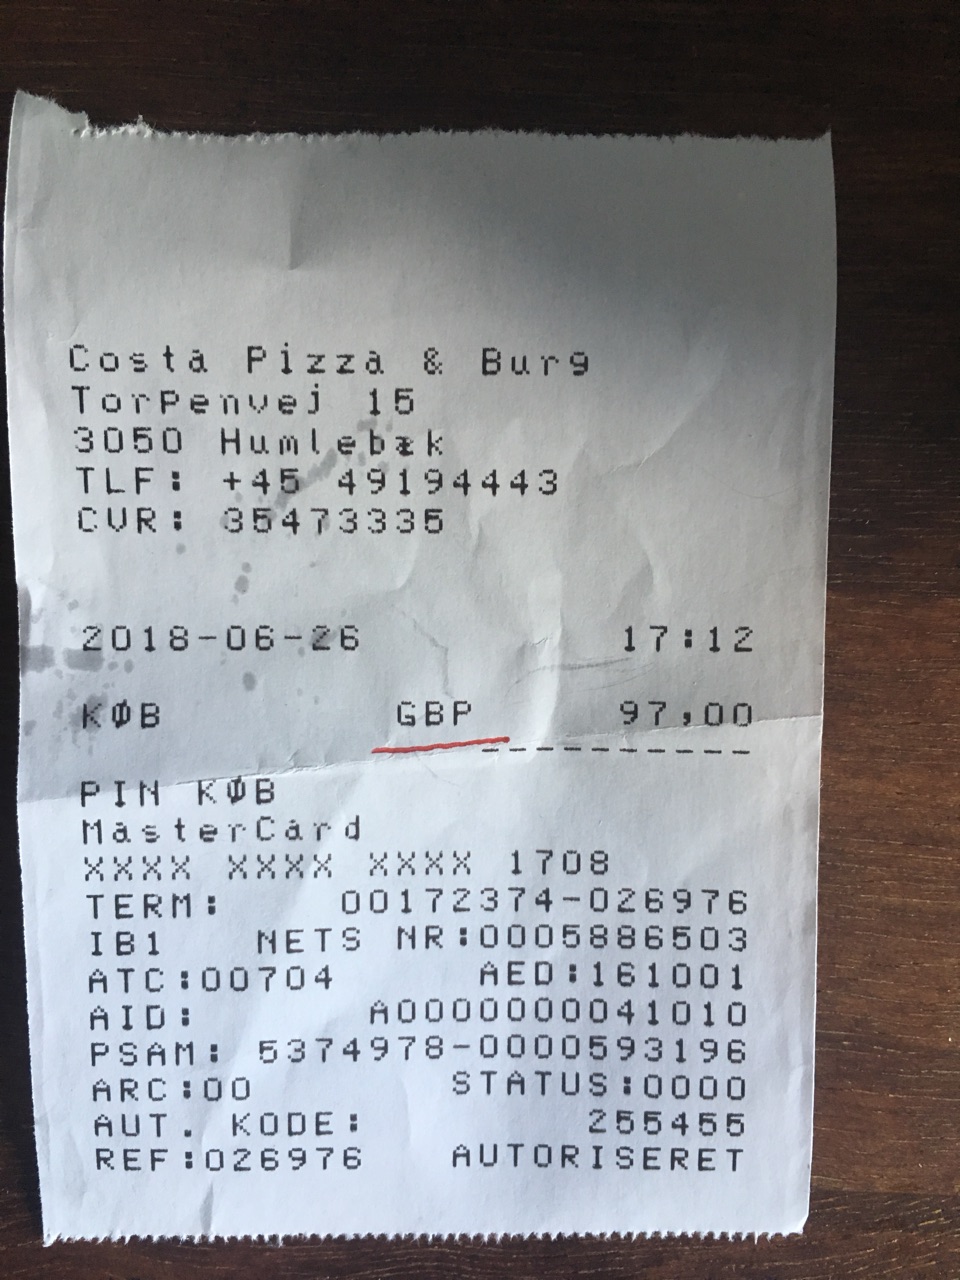 Costa Pizza & Burg
Torpenvej 15
3050 Humlebæk
TLF: +45 49194443
CVR: 35473335
2018-06-26 17:12
KØB GBP 97,00
PIN KØB
MasterCard
XXXX XXXX XXXX 1708
TERM: 00172374-026976
IB1 NETS NR:0005886503
ATC:00704 AED:161001
AID: A0000000041010
PSAM: 5374978-0000593196
ARC:00 STATUS:0000
AUT. KODE: 255455
REF:026976 AUTORISERET